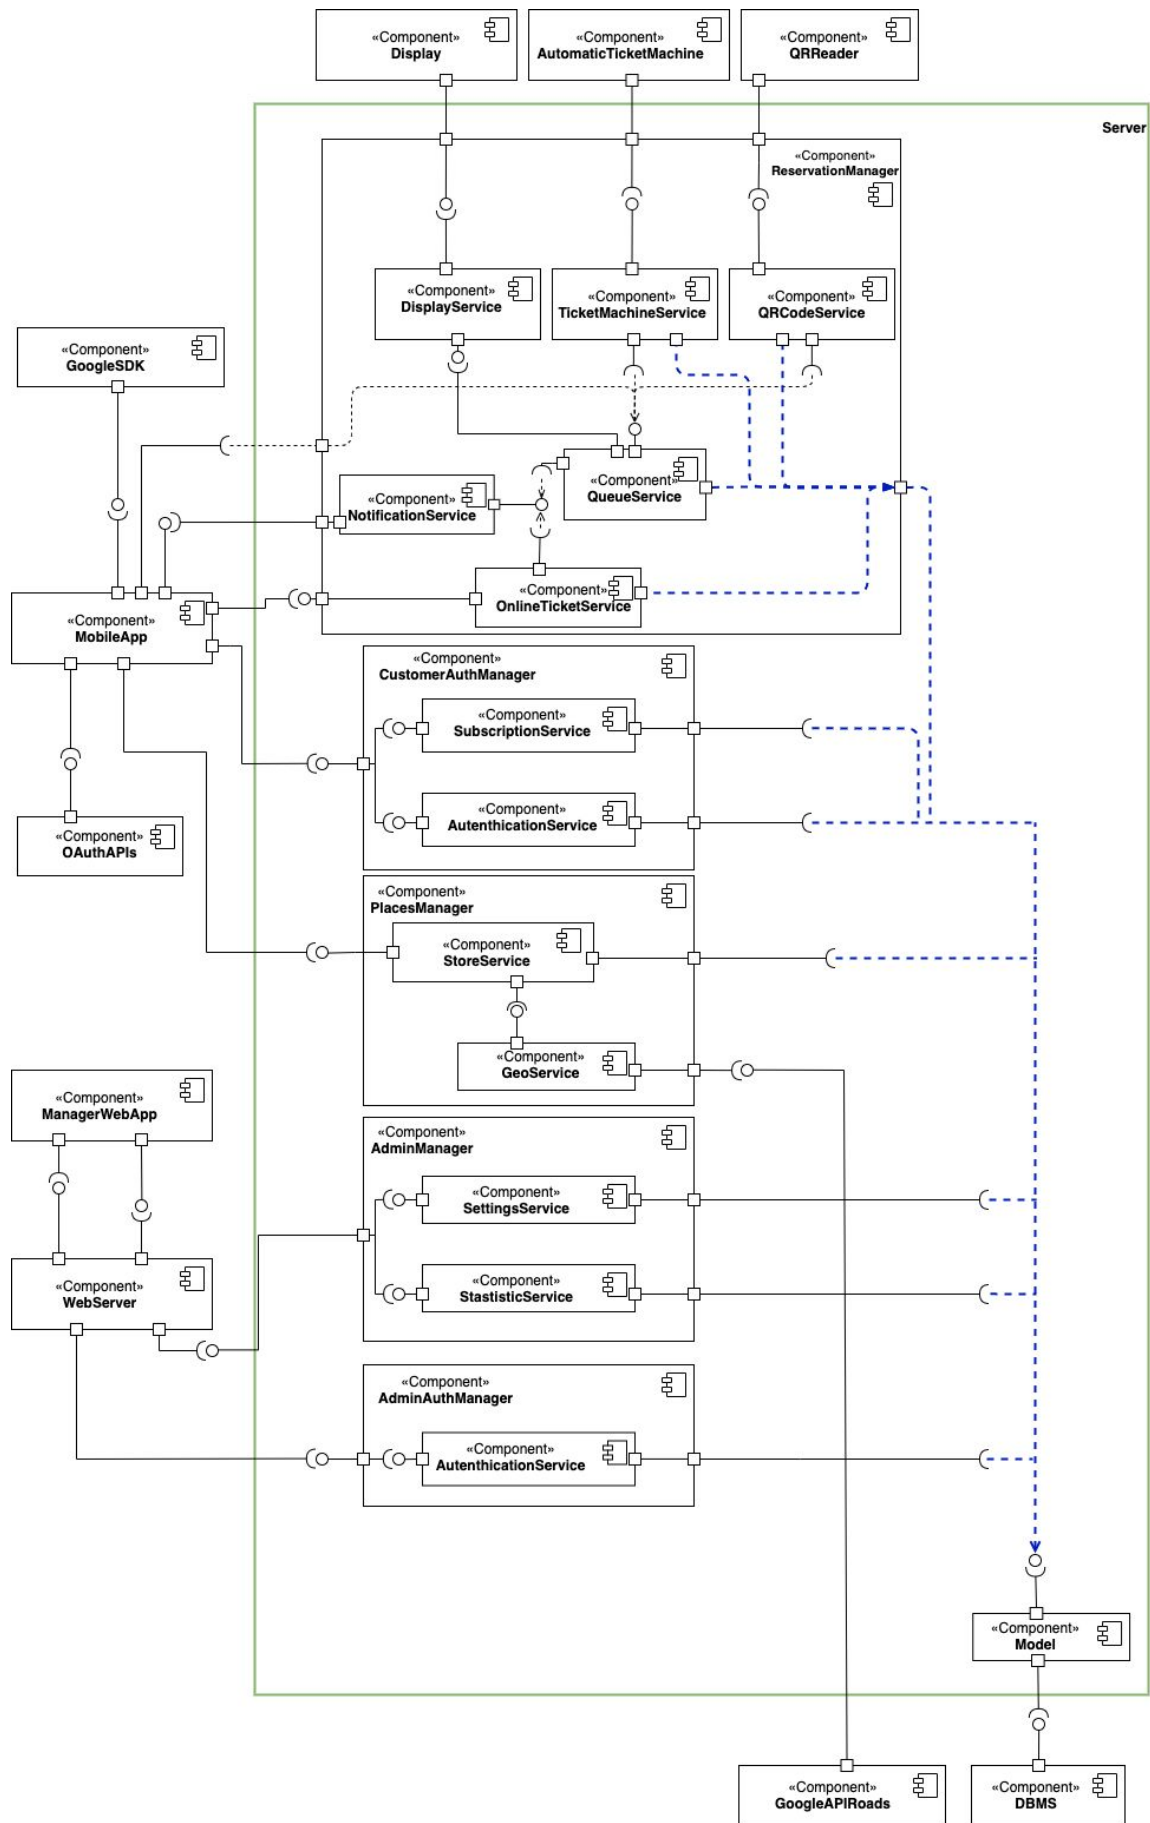 «Component»
Display
«Component»
AutomaticTicketMachine
«Component»
QRReader
Server
«Component»
ReservationManager
«Component»
DisplayService
«Component»
TicketMachineService
«Component»
QRCodeService
«Component»
GoogleSDK
«Component»
QueueService
«Component»
NotificationService
«Component»
OnlineTicketService
«Component»
MobileApp
«Component»
CustomerAuthManager
«Component»
SubscriptionService
«Component»
AutenthicationService
«Component»
OAuthAPIs
«Component»
PlacesManager
«Component»
StoreService
«Component»
GeoService
«Component»
ManagerWebApp
«Component»
AdminManager
«Component»
SettingsService
«Component»
WebServer
«Component»
StastisticService
«Component»
AdminAuthManager
«Component»
AutenthicationService
«Component»
Model
«Component»
GoogleAPIRoads
«Component»
DBMS